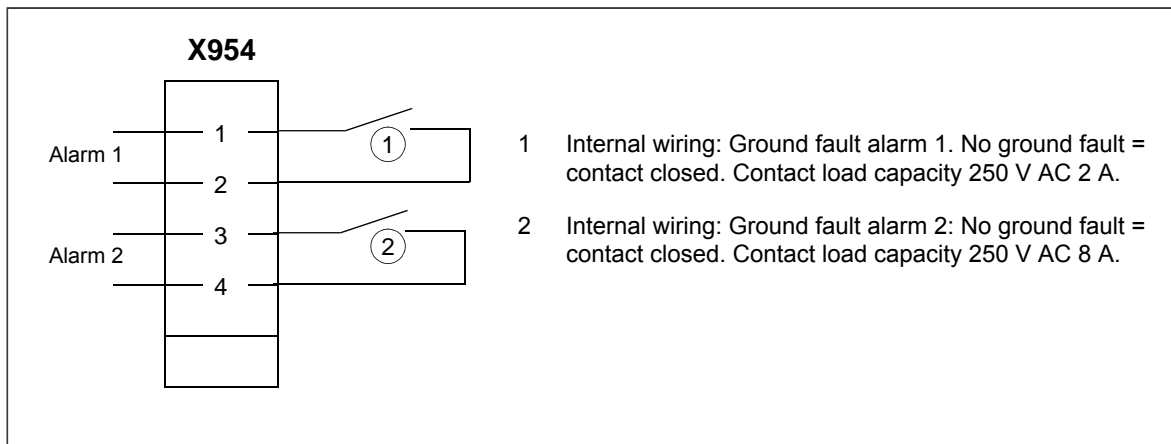 X954
Alarm 1
Alarm 2
1
2
3
4
1
2
1 Internal wiring: Ground fault alarm 1. No ground fault =
contact closed. Contact load capacity 250 V AC 2 A.
2 Internal wiring: Ground fault alarm 2: No ground fault =
contact closed. Contact load capacity 250 V AC 8 A.